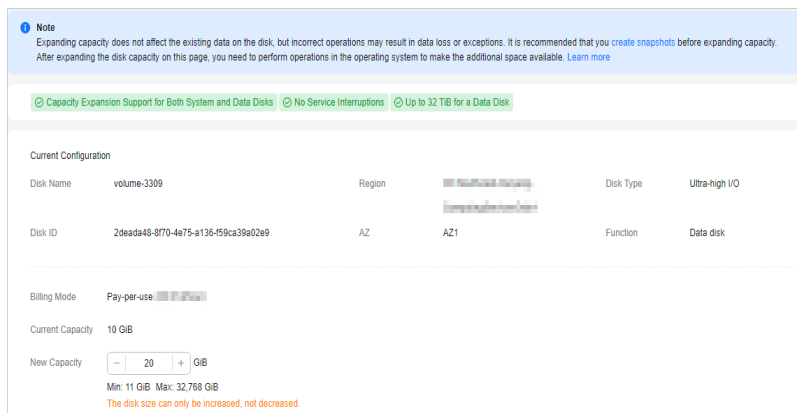 Note
Expanding capacity does not affect the existing data on the disk, but incorrect operations may result in data loss or exceptions. It is recommended that you create snapshots before expanding capacity.
After expanding the disk capacity on this page, you need to perform operations in the operating system to make the additional space available. Learn more
Capacity Expansion Support for Both System and Data Disks No Service Interruptions Up to 32 TiB for a Data Disk
Current Configuration
Disk Name volume-3309 Region Disk Type Ultra-high I/O
Disk ID 2deada48-8f70-4e75-a136-f59ca39a02e9 AZ AZ1 Function Data disk
Billing Mode Pay-per-use
Current Capacity 10 GiB
New Capacity − 20 + GiB
Min: 11 GiB Max: 32,768 GiB
The disk size can only be increased, not decreased.